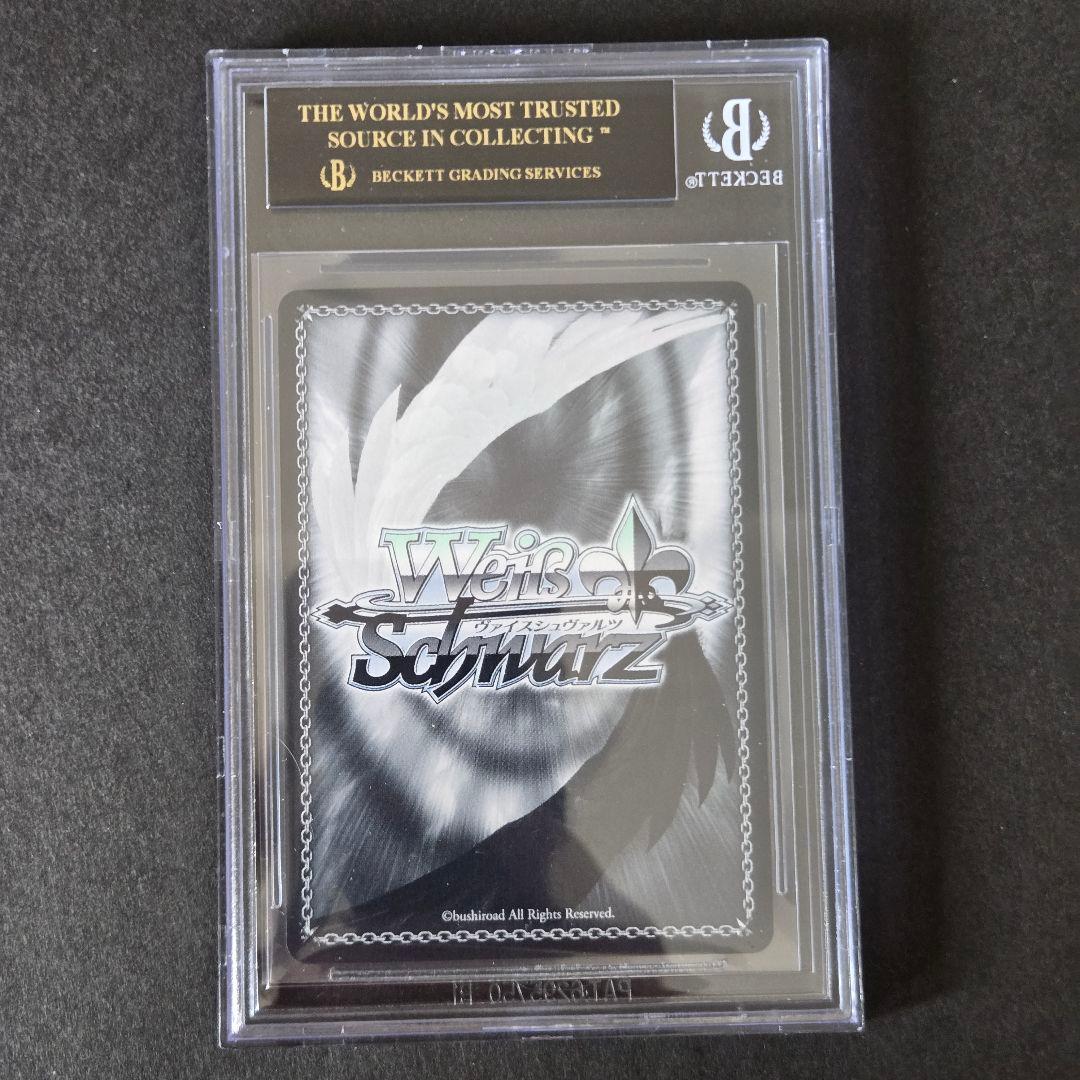 THE WORLD'S MOST TRUSTED
SOURCE IN COLLECTING ™
B BECKETT GRADING SERVICES
B
BECKETT®
Weiß
ヴァイスシュヴァルツ
Schwarz
©bushiroad All Rights Reserved.